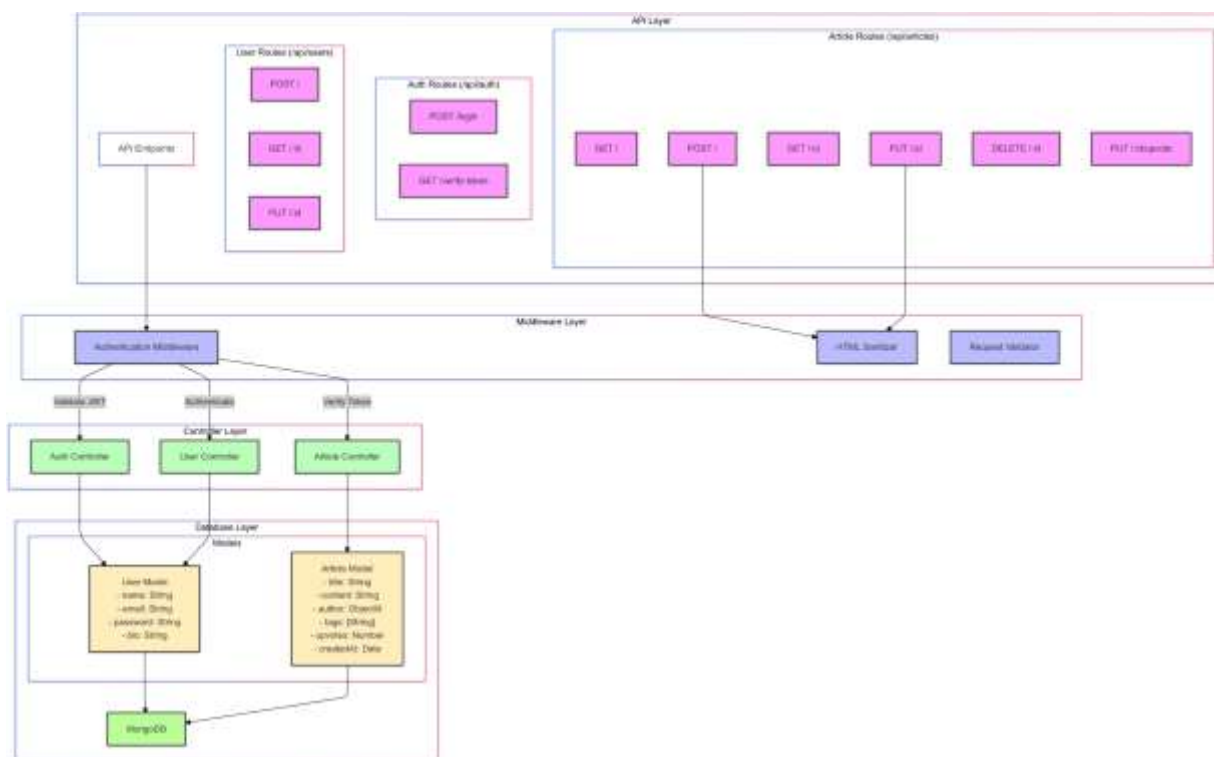 API Layer
User Routes (/api/users)
POST /
GET /:id
PUT /:id
Auth Routes (/api/auth)
POST /login
GET /verify-token
Article Routes (/api/articles)
GET /
POST /
GET /:id
PUT /:id
DELETE /:id
PUT
API Endpoints
Middleware Layer
Authentication Middleware
HTML Sanitizer
Request Validator
Validate JWT
Authenticate
Verify Token
Controller Layer
Auth Controller
User Controller
Article Controller
Database Layer
Models
User Model
- name: String
- email: String
- password: String
- bio: String
Article Model
- title: String
- content: String
- author: ObjectId
- tags: [String]
- upvotes: Number
- createdAt: Date
MongoDB